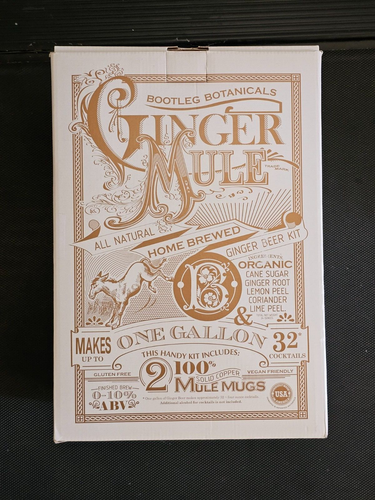 BOOTLEG BOTANICALS
GINGER
MULE
ALL NATURAL &
HOME BREWED
GINGER BEER KIT
ORGANIC
CANE SUGAR
GINGER ROOT
LEMON PEEL
CORIANDER
LIME PEEL
B
&
ONE GALLON
MAKES
UP TO
32*
COCKTAILS
THIS HANDY KIT INCLUDES:
GLUTEN FREE
2 100%
SOLID COPPER
MULE MUGS
VEGAN FRIENDLY
FINISHED BREW
0-10%
ABV
USA